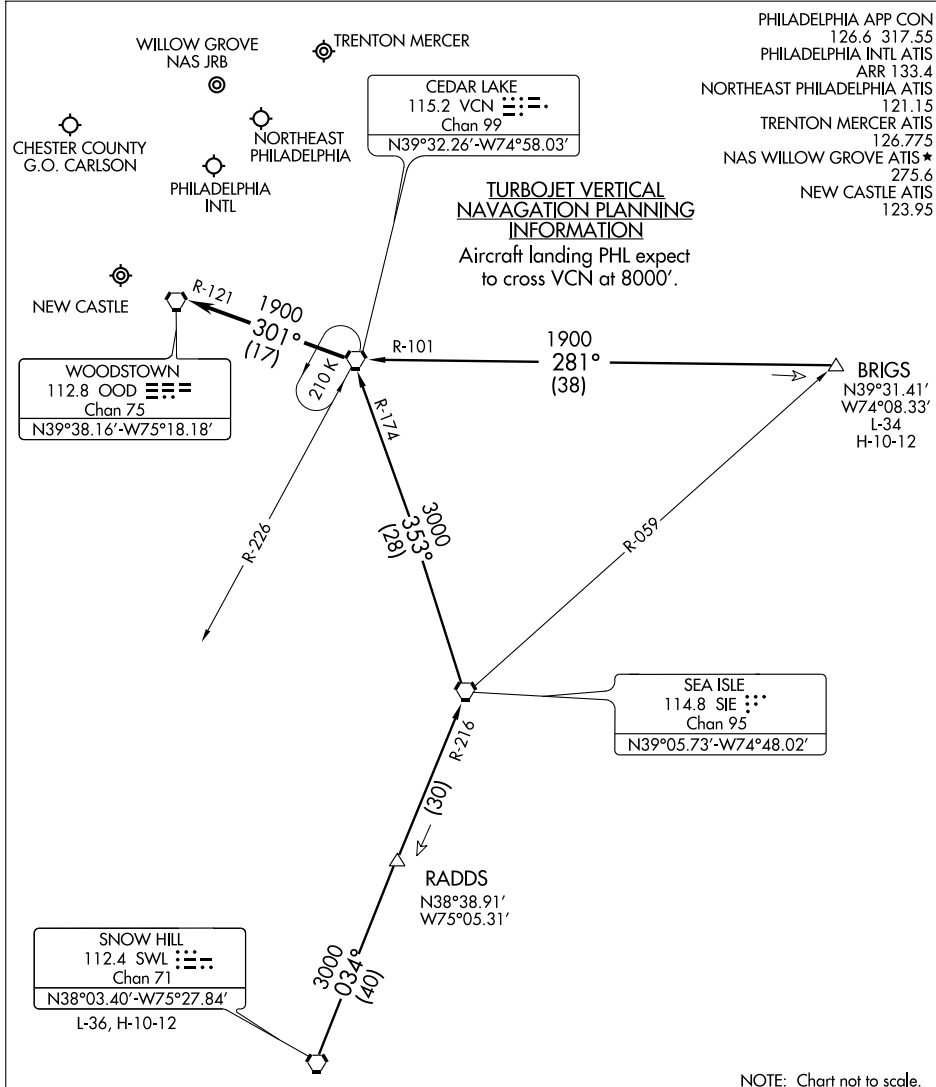 PHILADELPHIA APP CON
126.6 317.55
PHILADELPHIA INTL ATIS
ARR 133.4
NORTHEAST PHILADELPHIA ATIS
121.15
TRENTON MERCER ATIS
126.775
NAS WILLOW GROVE ATIS ★
275.6
NEW CASTLE ATIS
123.95
WILLOW GROVE
NAS JRB
TRENTON MERCER
CHESTER COUNTY
G.O. CARLSON
NORTHEAST
PHILADELPHIA
PHILADELPHIA
INTL
NEW CASTLE
CEDAR LAKE
115.2 VCN
Chan 99
N39°32.26'-W74°58.03'
TURBOJET VERTICAL
NAVAGATION PLANNING
INFORMATION
Aircraft landing PHL expect
to cross VCN at 8000'.
R-121
1900
301°
(17)
210 K
R-101
1900
281°
(38)
BRIGS
N39°31.41'
W74°08.33'
L-34
H-10-12
WOODSTOWN
112.8 OOD
Chan 75
N39°38.16'-W75°18.18'
R-174
R-226
3000
353°
(28)
R-059
SEA ISLE
114.8 SIE
Chan 95
N39°05.73'-W74°48.02'
R-216
(30)
RADDS
N38°38.91'
W75°05.31'
3000
034°
(40)
SNOW HILL
112.4 SWL
Chan 71
N38°03.40'-W75°27.84'
L-36, H-10-12
NOTE: Chart not to scale.